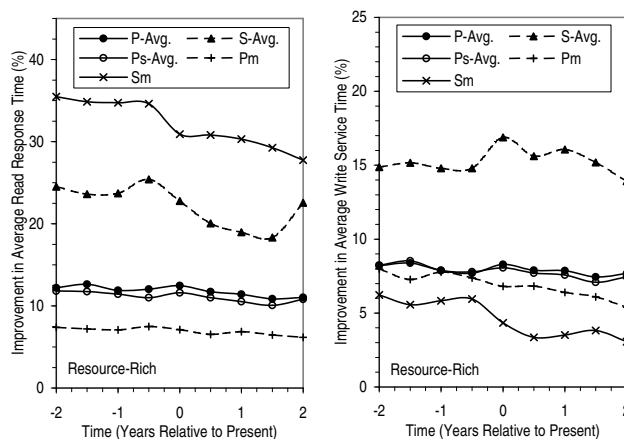 Improvement in Average Read Response Time (%)
P-Avg.
S-Avg.
Ps-Avg.
Pm
Sm
40
30
20
10
0
Resource-Rich
-2
-1
0
1
2
Time (Years Relative to Present)
Improvement in Average Write Service Time (%)
P-Avg.
S-Avg.
Ps-Avg.
Pm
Sm
25
20
15
10
5
0
Resource-Rich
-2
-1
0
1
2
Time (Years Relative to Present)